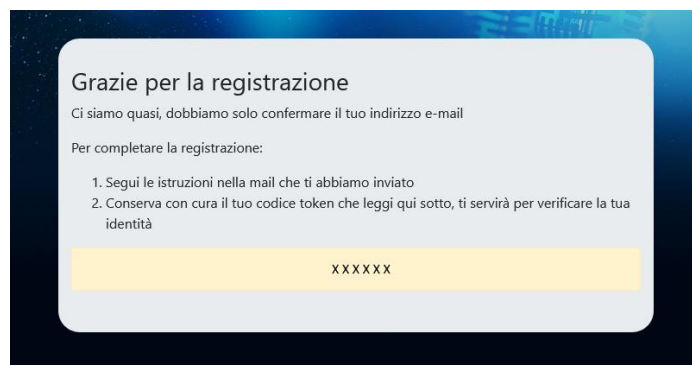 Grazie per la registrazione
Ci siamo quasi, dobbiamo solo confermare il tuo indirizzo e-mail
Per completare la registrazione:
1. Segui le istruzioni nella mail che ti abbiamo inviato
2. Conserva con cura il tuo codice token che leggi qui sotto, ti servirà per verificare la tua
identità
X X X X X X